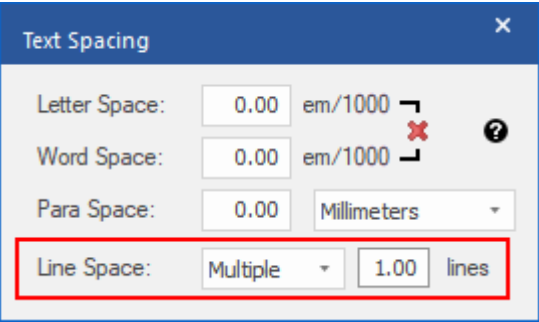 Text Spacing ×
Letter Space: 0.00 em/1000
Word Space: 0.00 em/1000
Para Space: 0.00 Millimeters
Line Space: Multiple 1.00 lines